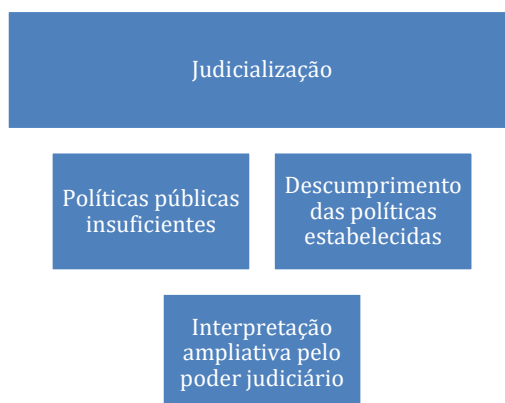 Judicialização
Políticas públicas
insuficientes
Descumprimento
das políticas
estabelecidas
Interpretação
ampliativa pelo
poder judiciário